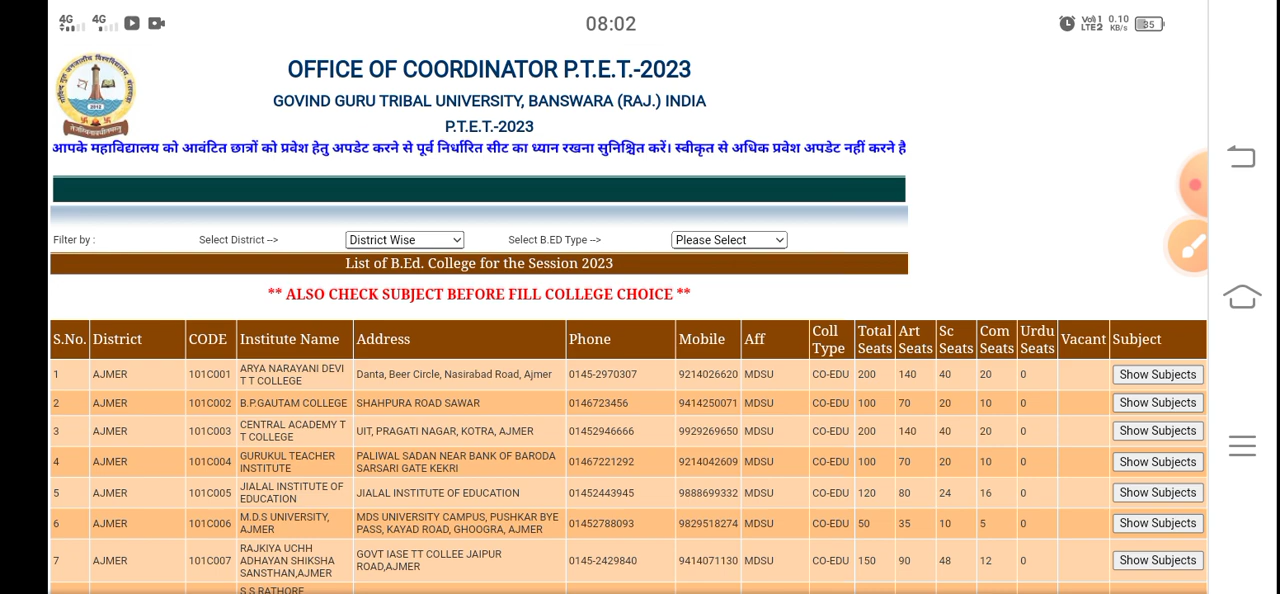 4G 4G 08:02 Vo)) 1 LTE2 0.10 KB/s 35
OFFICE OF COORDINATOR P.T.E.T.-2023
GOVIND GURU TRIBAL UNIVERSITY, BANSWARA (RAJ.) INDIA
P.T.E.T.-2023
आपके महाविद्यालय को आवंटित छात्रों को प्रवेश हेतु अपडेट करने से पूर्व निर्धारित सीट का ध्यान रखना सुनिश्चित करें। स्वीकृत से अधिक प्रवेश अपडेट नहीं करने है
Filter by : Select District --> District Wise Select B.ED Type --> Please Select
List of B.Ed. College for the Session 2023
** ALSO CHECK SUBJECT BEFORE FILL COLLEGE CHOICE **
S.No. District CODE Institute Name Address Phone Mobile Aff Coll Type Total Seats Art Seats Sc Seats Com Seats Urdu Seats Vacant Subject
1 AJMER 101C001 ARYA NARAYANI DEVI T T COLLEGE Danta, Beer Circle, Nasirabad Road, Ajmer 0145-2970307 9214026620 MDSU CO-EDU 200 140 40 20 0 Show Subjects
2 AJMER 101C002 B.P.GAUTAM COLLEGE SHAHPURA ROAD SAWAR 0146723456 9414250071 MDSU CO-EDU 100 70 20 10 0 Show Subjects
3 AJMER 101C003 CENTRAL ACADEMY T T COLLEGE UIT, PRAGATI NAGAR, KOTRA, AJMER 01452946666 9929269650 MDSU CO-EDU 200 140 40 20 0 Show Subjects
4 AJMER 101C004 GURUKUL TEACHER INSTITUTE PALIWAL SADAN NEAR BANK OF BARODA SARSARI GATE KEKRI 01467221292 9214042609 MDSU CO-EDU 100 70 20 10 0 Show Subjects
5 AJMER 101C005 JIALAL INSTITUTE OF EDUCATION JIALAL INSTITUTE OF EDUCATION 01452443945 9888699332 MDSU CO-EDU 120 80 24 16 0 Show Subjects
6 AJMER 101C006 M.D.S UNIVERSITY, AJMER MDS UNIVERSITY CAMPUS, PUSHKAR BYE PASS, KAYAD ROAD, GHOOGRA, AJMER 01452788093 9829518274 MDSU CO-EDU 50 35 10 5 0 Show Subjects
7 AJMER 101C007 RAJKIYA UCHH ADHAYAN SHIKSHA SANSTHAN,AJMER GOVT IASE TT COLLEE JAIPUR ROAD,AJMER 0145-2429840 9414071130 MDSU CO-EDU 150 90 48 12 0 Show Subjects
S.S RATHORE